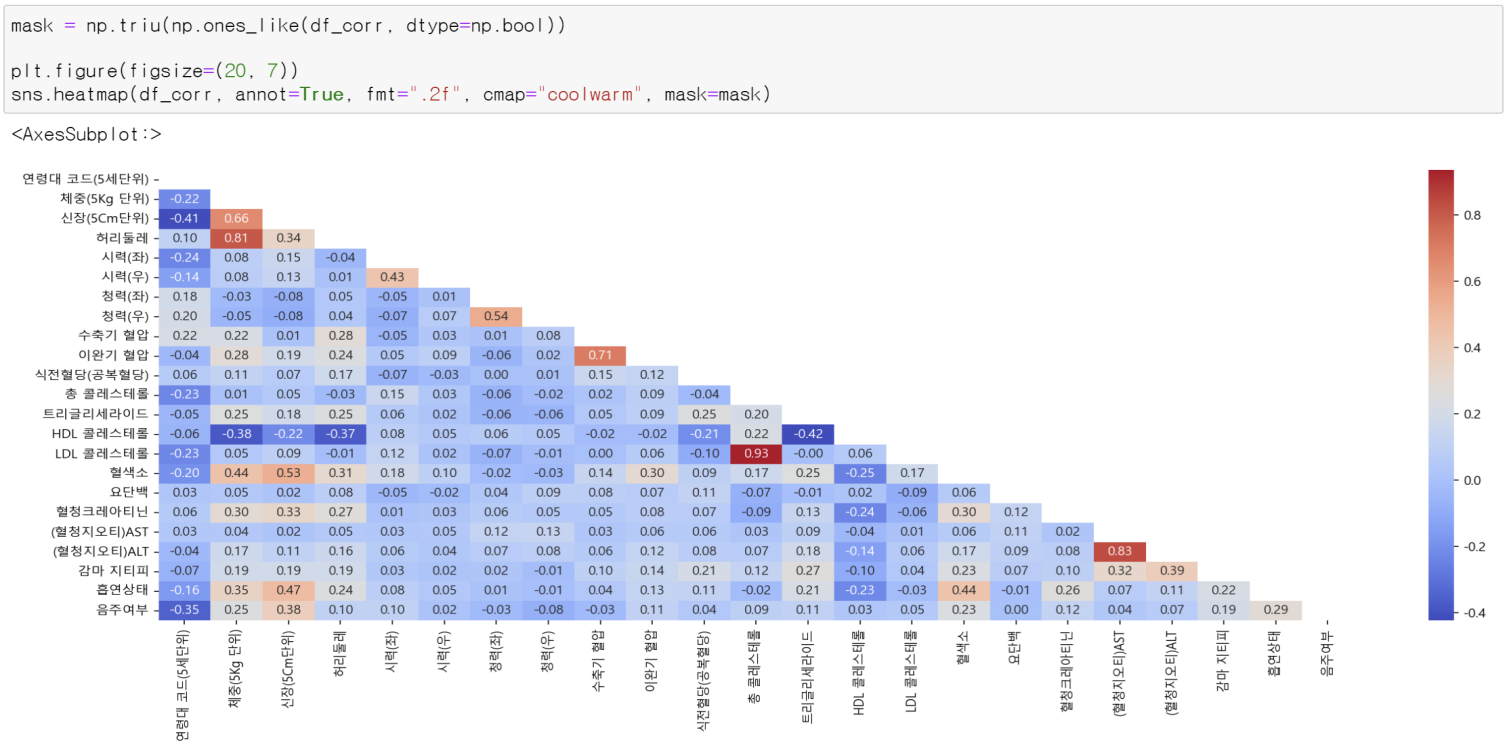 mask = np.triu(np.ones_like(df_corr, dtype=np.bool))
plt.figure(figsize=(20, 7))
sns.heatmap(df_corr, annot=True, fmt=".2f", cmap="coolwarm", mask=mask)
<AxesSubplot:>
연령대 코드(5세단위)
체중(5Kg 단위) -0.22
신장(5Cm단위) -0.41 0.66
허리둘레 0.10 0.81 0.34
시력(좌) -0.24 0.08 0.15 -0.04
시력(우) -0.14 0.08 0.13 0.01 0.43
청력(좌) 0.18 -0.03 -0.08 0.05 -0.05 0.01
청력(우) 0.20 -0.05 -0.08 0.04 -0.07 0.07 0.54
수축기 혈압 0.22 0.22 0.01 0.28 -0.05 0.03 0.01 0.08
이완기 혈압 -0.04 0.28 0.19 0.24 0.05 0.09 -0.06 0.02 0.71
식전혈당(공복혈당) 0.06 0.11 0.07 0.17 -0.07 -0.03 0.00 0.01 0.15 0.12
총 콜레스테롤 -0.23 0.01 0.05 -0.03 0.15 0.03 -0.06 -0.02 0.02 0.09 -0.04
트리글리세라이드 -0.05 0.25 0.18 0.25 0.06 0.02 -0.06 -0.06 0.05 0.09 0.25 0.20
HDL 콜레스테롤 -0.06 -0.38 -0.22 -0.37 0.08 0.05 0.06 0.05 -0.02 -0.02 -0.21 0.22 -0.42
LDL 콜레스테롤 -0.23 0.05 0.09 -0.01 0.12 0.02 -0.07 -0.01 0.00 0.06 -0.10 0.93 -0.00 0.06
혈색소 -0.20 0.44 0.53 0.31 0.18 0.10 -0.02 -0.03 0.14 0.30 0.09 0.17 0.25 -0.25 0.17
요단백 0.03 0.05 0.02 0.08 -0.05 -0.02 0.04 0.09 0.08 0.07 0.11 -0.07 -0.01 0.02 -0.09 0.06
혈청크레아티닌 0.06 0.30 0.33 0.27 0.01 0.03 0.06 0.05 0.05 0.08 0.07 -0.09 0.13 -0.24 -0.06 0.30 0.12
(혈청지오티)AST 0.03 0.04 0.02 0.05 0.03 0.05 0.12 0.13 0.03 0.06 0.06 0.03 0.09 -0.04 0.01 0.06 0.11 0.02
(혈청지오티)ALT -0.04 0.17 0.11 0.16 0.06 0.04 0.07 0.08 0.06 0.12 0.08 0.07 0.18 -0.14 0.06 0.17 0.09 0.08 0.83
감마 지티피 -0.07 0.19 0.19 0.19 0.03 0.02 0.02 -0.01 0.10 0.14 0.21 0.12 0.27 -0.10 0.04 0.23 0.07 0.10 0.32 0.39
흡연상태 -0.16 0.35 0.47 0.24 0.08 0.05 0.01 -0.01 0.04 0.13 0.11 -0.02 0.21 -0.23 -0.03 0.44 -0.01 0.26 0.07 0.11 0.22
음주여부 -0.35 0.25 0.38 0.10 0.10 0.02 -0.03 -0.08 -0.03 0.11 0.04 0.09 0.11 0.03 0.05 0.23 0.00 0.12 0.04 0.07 0.19 0.29
연령대 코드(5세단위)
체중(5Kg 단위)
신장(5Cm단위)
허리둘레
시력(좌)
시력(우)
청력(좌)
청력(우)
수축기 혈압
이완기 혈압
식전혈당(공복혈당)
총 콜레스테롤
트리글리세라이드
HDL 콜레스테롤
LDL 콜레스테롤
혈색소
요단백
혈청크레아티닌
(혈청지오티)AST
(혈청지오티)ALT
감마 지티피
흡연상태
음주여부
0.8
0.6
0.4
0.2
0.0
-0.2
-0.4